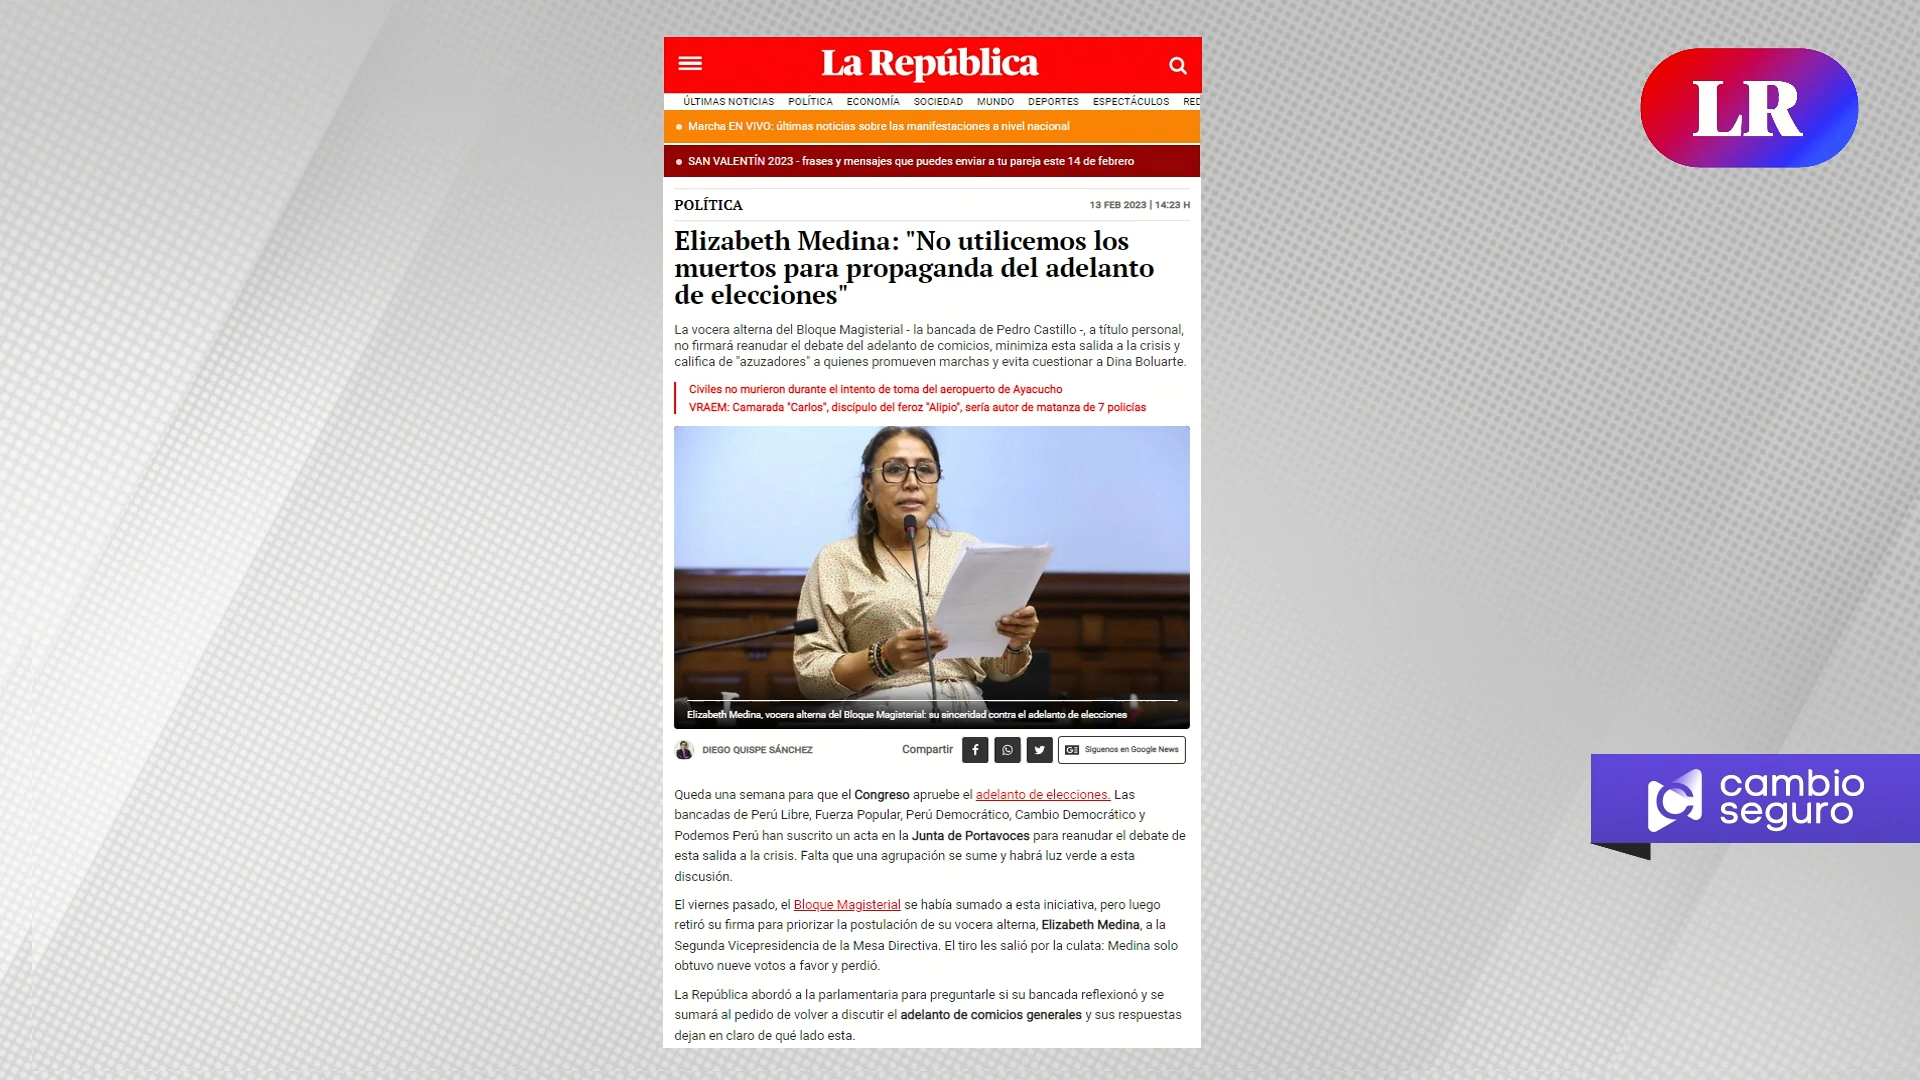 La República
LR
ÚLTIMAS NOTICIAS POLÍTICA ECONOMÍA SOCIEDAD MUNDO DEPORTES ESPECTÁCULOS RED
Marcha EN VIVO: últimas noticias sobre las manifestaciones a nivel nacional
SAN VALENTÍN 2023 - frases y mensajes que puedes enviar a tu pareja este 14 de febrero
POLÍTICA 13 FEB 2023 | 14:23 H
Elizabeth Medina: "No utilicemos los
muertos para propaganda del adelanto
de elecciones"
La vocera alterna del Bloque Magisterial - la bancada de Pedro Castillo -, a título personal,
no firmará reanudar el debate del adelanto de comicios, minimiza esta salida a la crisis y
califica de "azuzadores" a quienes promueven marchas y evita cuestionar a Dina Boluarte.
Civiles no murieron durante el intento de toma del aeropuerto de Ayacucho
VRAEM: Camarada "Carlos", discípulo del feroz "Alipio", sería autor de matanza de 7 policías
Elizabeth Medina, vocera alterna del Bloque Magisterial: su sinceridad contra el adelanto de elecciones
DIEGO QUISPE SÁNCHEZ Compartir Síguenos en Google News
Queda una semana para que el Congreso apruebe el adelanto de elecciones. Las
bancadas de Perú Libre, Fuerza Popular, Perú Democrático, Cambio Democrático y
Podemos Perú han suscrito un acta en la Junta de Portavoces para reanudar el debate de
esta salida a la crisis. Falta que una agrupación se sume y habrá luz verde a esta
discusión.
El viernes pasado, el Bloque Magisterial se había sumado a esta iniciativa, pero luego
retiró su firma para priorizar la postulación de su vocera alterna, Elizabeth Medina, a la
Segunda Vicepresidencia de la Mesa Directiva. El tiro les salió por la culata: Medina solo
obtuvo nueve votos a favor y perdió.
La República abordó a la parlamentaria para preguntarle si su bancada reflexionó y se
sumará al pedido de volver a discutir el adelanto de comicios generales y sus respuestas
dejan en claro de qué lado esta.
cambio
seguro